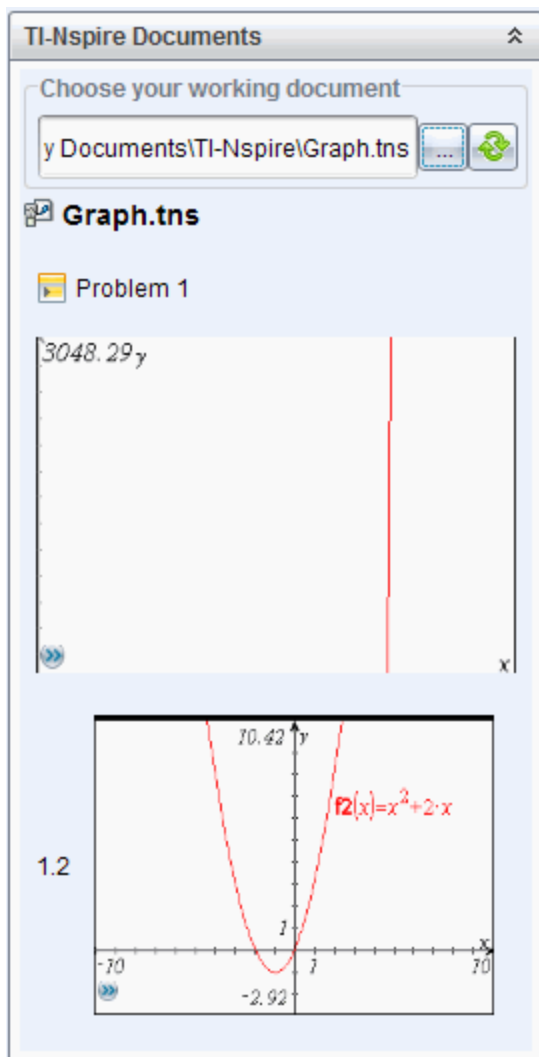 TI-Nspire Documents
Choose your working document
y Documents\TI-Nspire\Graph.tns
...
Graph.tns
Problem 1
3048.29 y
x
10.42 y
f2(x)=x²+2·x
1.2
1
x
-10
1
10
-2.92